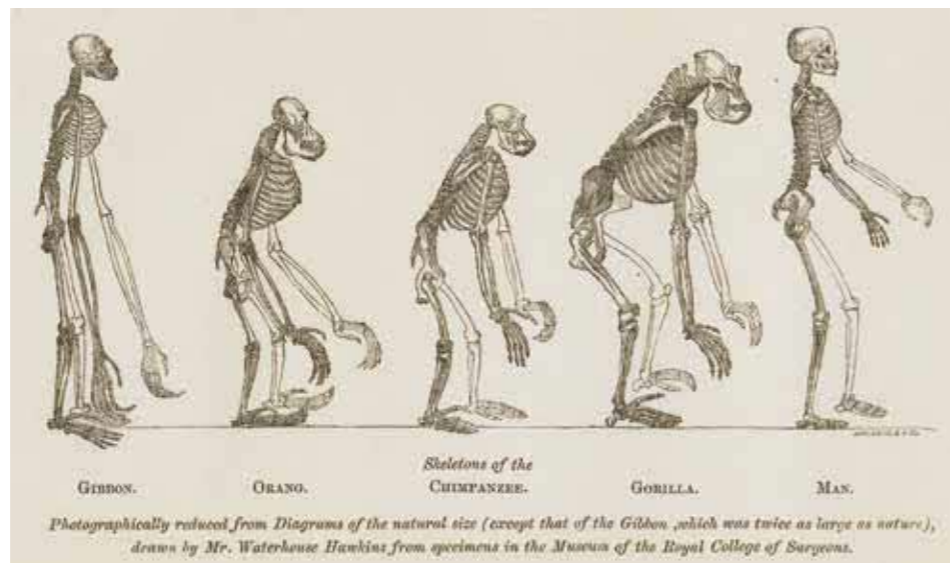 Skeletons of the
GIBBON. ORANG. CHIMPANZEE. GORILLA. MAN.
Photographically reduced from Diagrams of the natural size (except that of the Gibbon, which was twice as large as nature),
drawn by Mr. Waterhouse Hawkins from specimens in the Museum of the Royal College of Surgeons.